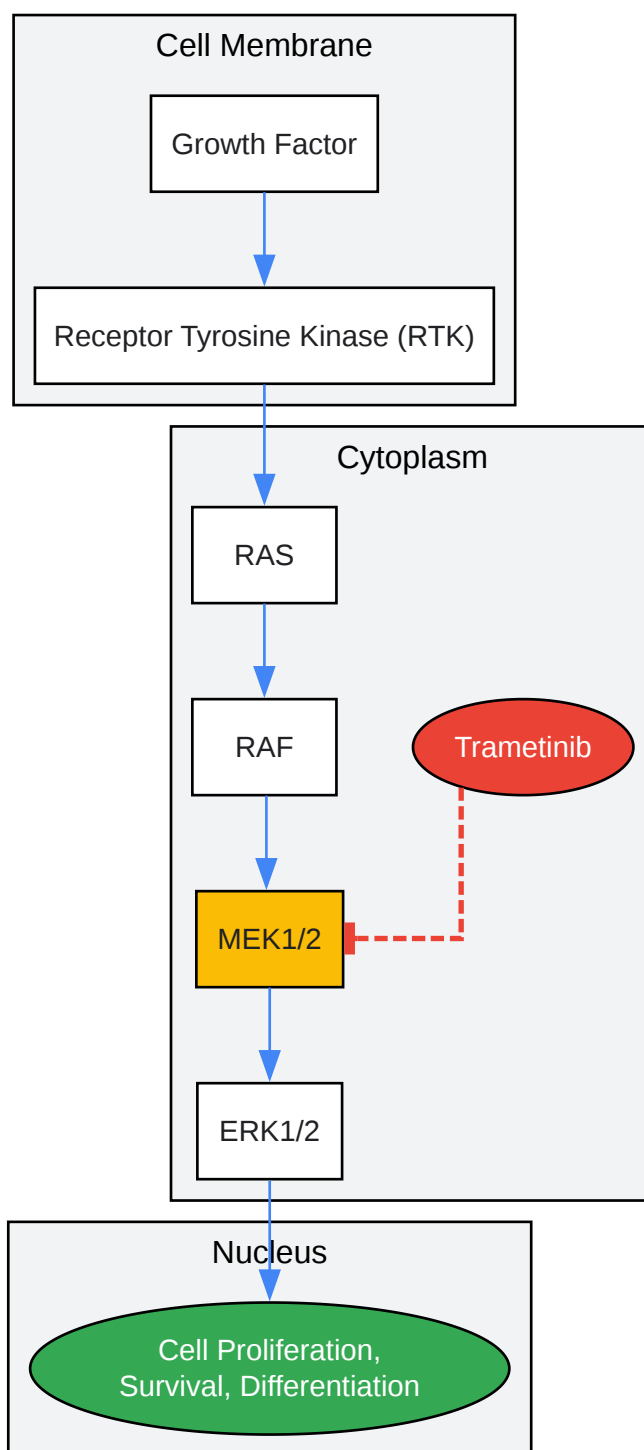 Cell Membrane
Growth Factor
Receptor Tyrosine Kinase (RTK)
Cytoplasm
RAS
RAF
Trametinib
MEK1/2
ERK1/2
Nucleus
Cell Proliferation,
Survival, Differentiation